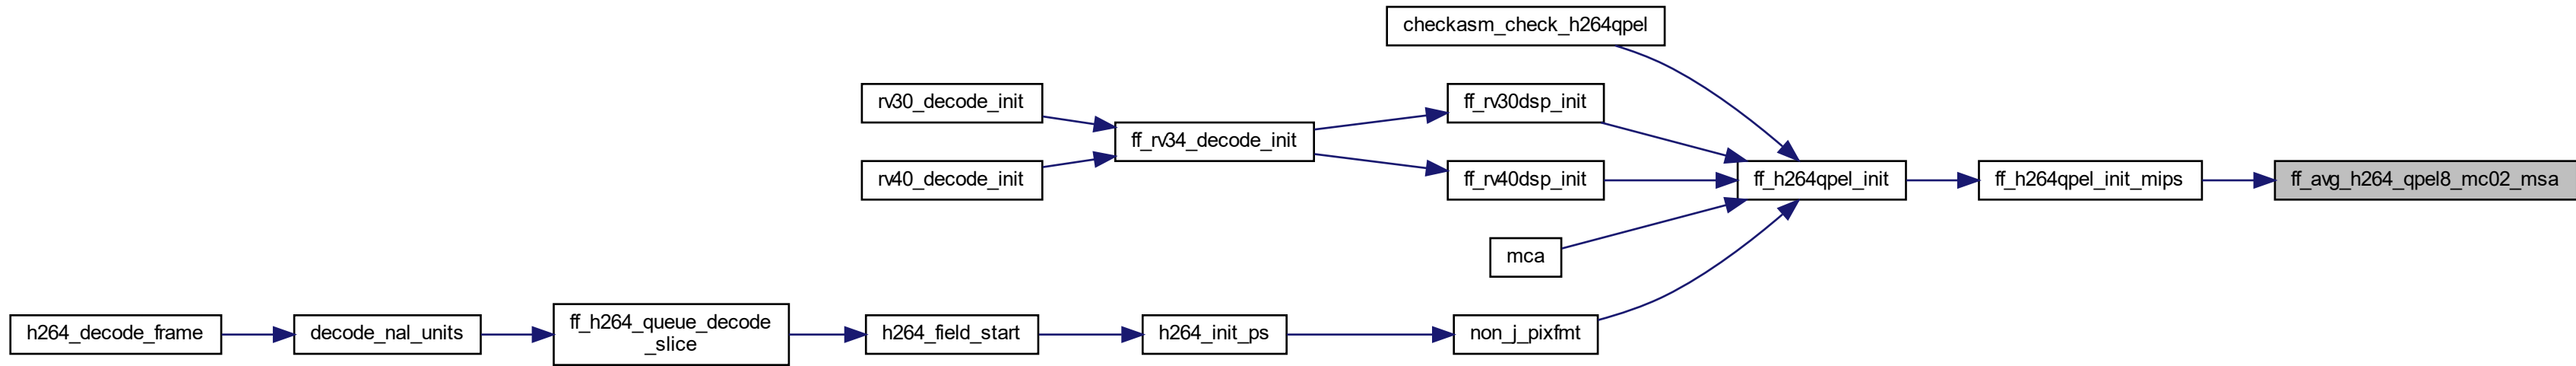 checkasm_check_h264qpel
rv30_decode_init
ff_rv30dsp_init
ff_rv34_decode_init
rv40_decode_init
ff_rv40dsp_init
ff_h264qpel_init
ff_h264qpel_init_mips
ff_avg_h264_qpel8_mc02_msa
mca
h264_decode_frame
decode_nal_units
ff_h264_queue_decode
_slice
h264_field_start
h264_init_ps
non_j_pixfmt